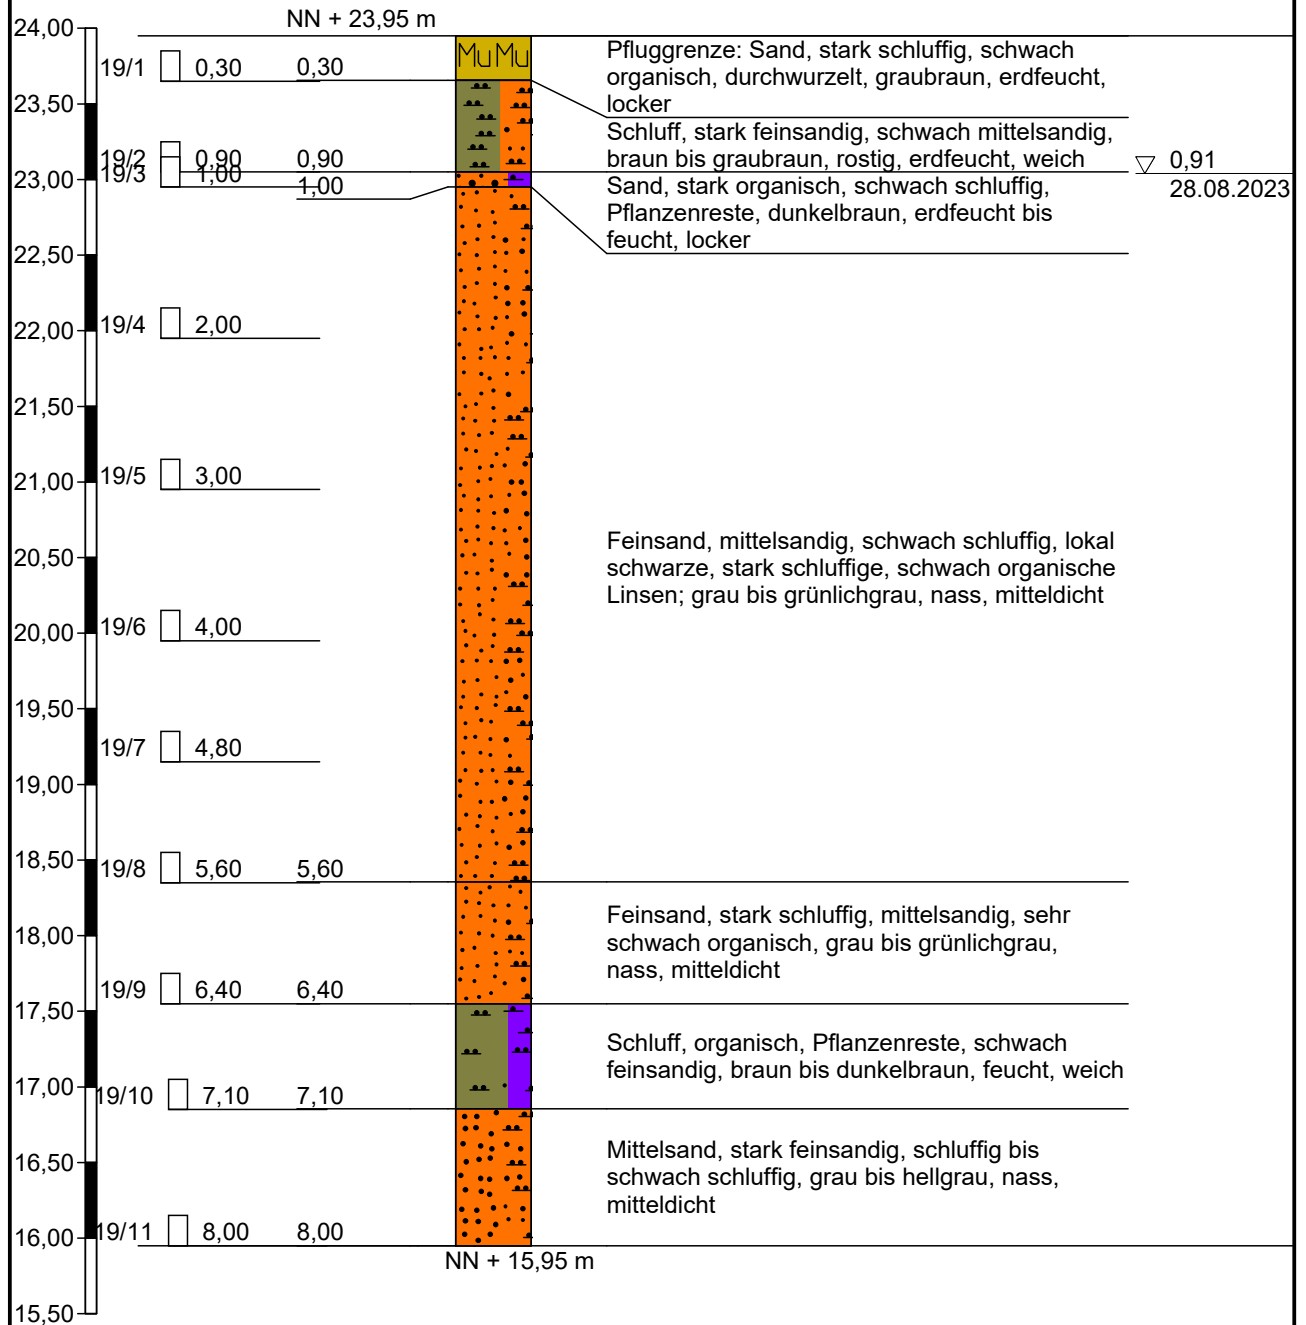 NN + 23,95 m
24,00
Mu Mu
Pfluggrenze: Sand, stark schluffig, schwach
organisch, durchwurzelt, graubraun, erdfeucht,
locker
19/1 0,30 0,30
23,50
Schluff, stark feinsandig, schwach mittelsandig,
braun bis graubraun, rostig, erdfeucht, weich
19/2 0,90 0,90
0,91
28.08.2023
19/3 1,00 1,00
23,00
Sand, stark organisch, schwach schluffig,
Pflanzenreste, dunkelbraun, erdfeucht bis
feucht, locker
22,50
19/4 2,00
22,00
21,50
19/5 3,00
21,00
20,50
Feinsand, mittelsandig, schwach schluffig, lokal
schwarze, stark schluffige, schwach organische
Linsen; grau bis grünlichgrau, nass, mitteldicht
19/6 4,00
20,00
19,50
19/7 4,80
19,00
18,50
19/8 5,60 5,60
Feinsand, stark schluffig, mittelsandig, sehr
schwach organisch, grau bis grünlichgrau,
nass, mitteldicht
18,00
19/9 6,40 6,40
17,50
Schluff, organisch, Pflanzenreste, schwach
feinsandig, braun bis dunkelbraun, feucht, weich
17,00
19/10 7,10 7,10
Mittelsand, stark feinsandig, schluffig bis
schwach schluffig, grau bis hellgrau, nass,
mitteldicht
16,50
19/11 8,00 8,00
16,00
NN + 15,95 m
15,50